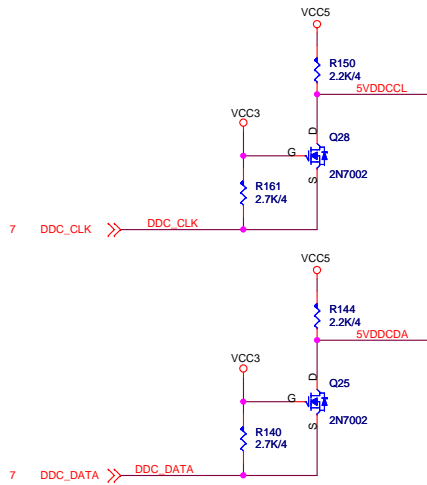 VCC5
R150
2.2K/4
5VDDCCL
VCC3
D
Q28
G
R161
2.7K/4
S
2N7002
7 DDC_CLK DDC_CLK
VCC5
R144
2.2K/4
5VDDCDA
VCC3
D
Q25
G
R140
2.7K/4
S
2N7002
7 DDC_DATA DDC_DATA